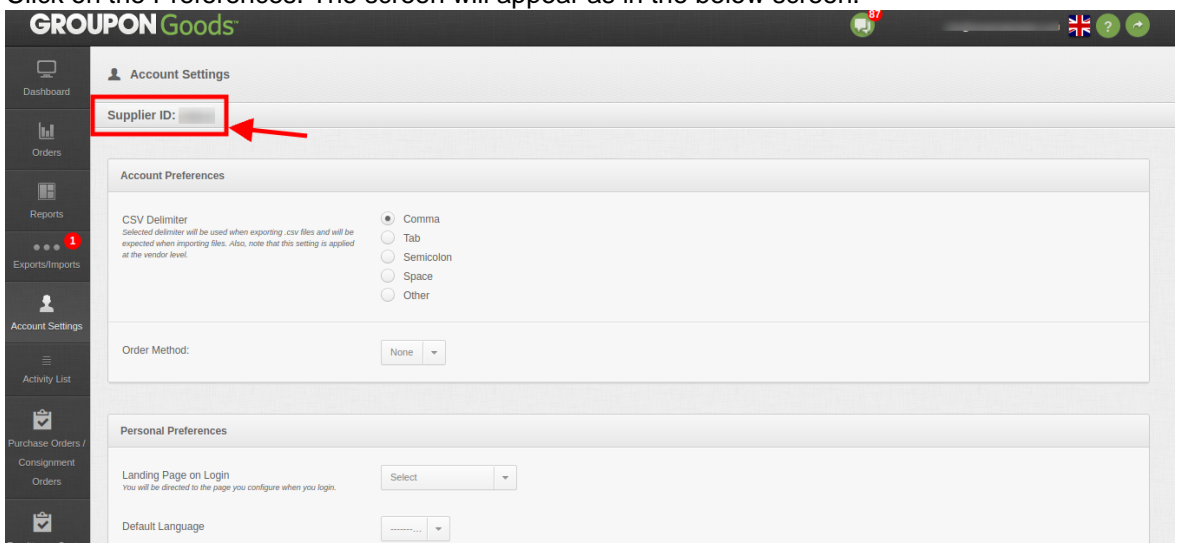 Click on the Preferences. The screen will appear as in the below screen.
GROUPON Goods™
87
?
Dashboard
Account Settings
Supplier ID:
Orders
Account Preferences
Reports
CSV Delimiter
Selected delimiter will be used when exporting .csv files and will be
expected when importing files. Also, note that this setting is applied
at the vendor level.
Comma
Tab
Semicolon
Space
Other
1
Exports/Imports
Account Settings
Order Method:
None
Activity List
Personal Preferences
Purchase Orders /
Consignment
Orders
Landing Page on Login
You will be directed to the page you configure when you login.
Select
Default Language
-------...